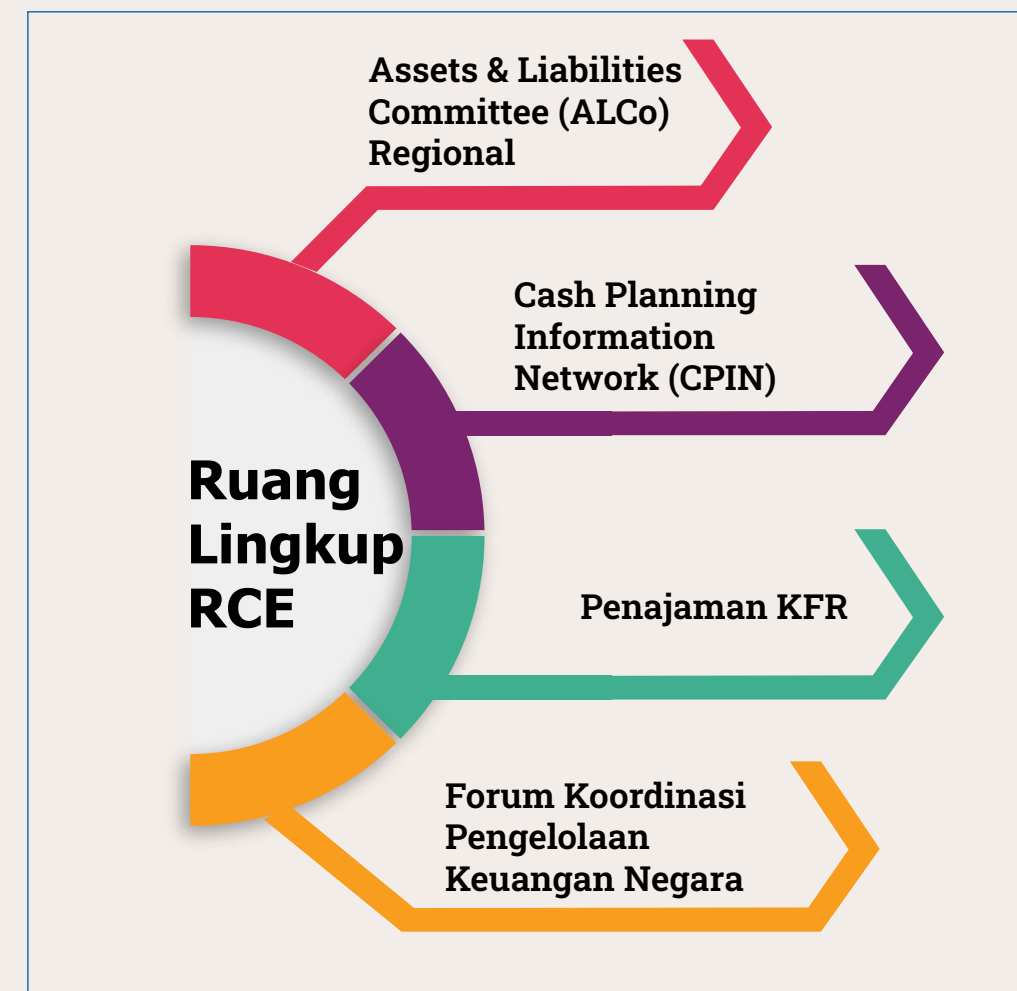 Assets & Liabilities
Committee (ALCo)
Regional
Cash Planning
Information
Network (CPIN)
Ruang
Lingkup
RCE
Penajaman KFR
Forum Koordinasi
Pengelolaan
Keuangan Negara